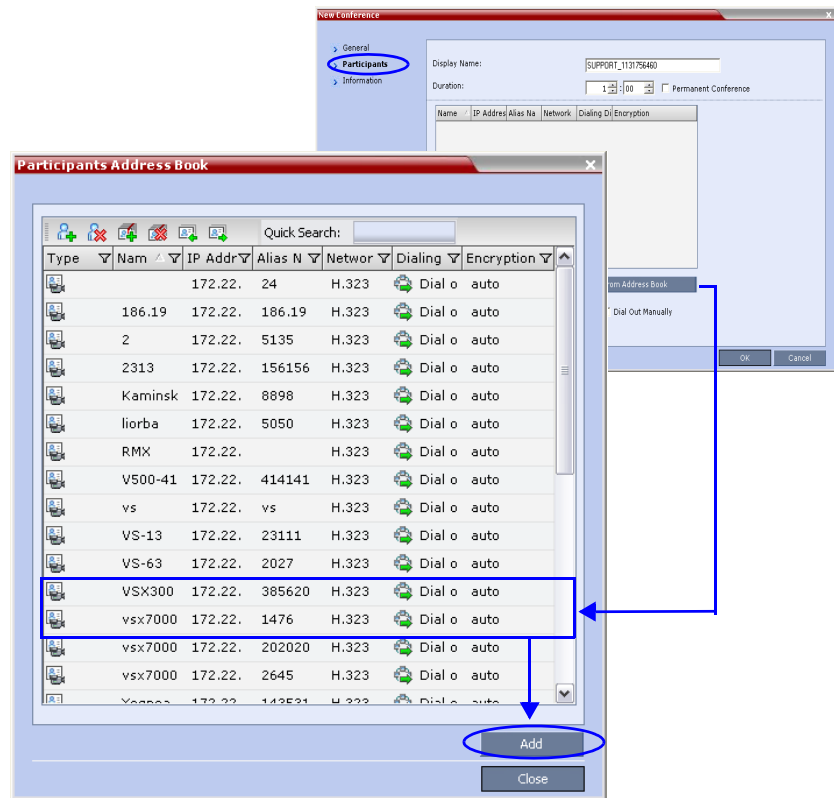 New Conference
General
Participants
Information
Display Name: SUPPORT_1131756460
Duration: 1 : 00 Permanent Conference
Name IP Addres Alias Na Network Dialing Di Encryption
rom Address Book
Dial Out Manually
OK Cancel
Participants Address Book
Quick Search:
Type Nam IP Addr Alias N Networ Dialing Encryption
172.22. 24 H.323 Dial o auto
186.19 172.22. 186.19 H.323 Dial o auto
2 172.22. 5135 H.323 Dial o auto
2313 172.22. 156156 H.323 Dial o auto
Kaminsk 172.22. 8898 H.323 Dial o auto
liorba 172.22. 5050 H.323 Dial o auto
RMX 172.22. H.323 Dial o auto
V500-41 172.22. 414141 H.323 Dial o auto
vs 172.22. vs H.323 Dial o auto
VS-13 172.22. 23111 H.323 Dial o auto
VS-63 172.22. 2027 H.323 Dial o auto
VSX300 172.22. 385620 H.323 Dial o auto
vsx7000 172.22. 1476 H.323 Dial o auto
vsx7000 172.22. 202020 H.323 Dial o auto
vsx7000 172.22. 2645 H.323 Dial o auto
172.22. 143531 H.323 Dial o auto
Add
Close